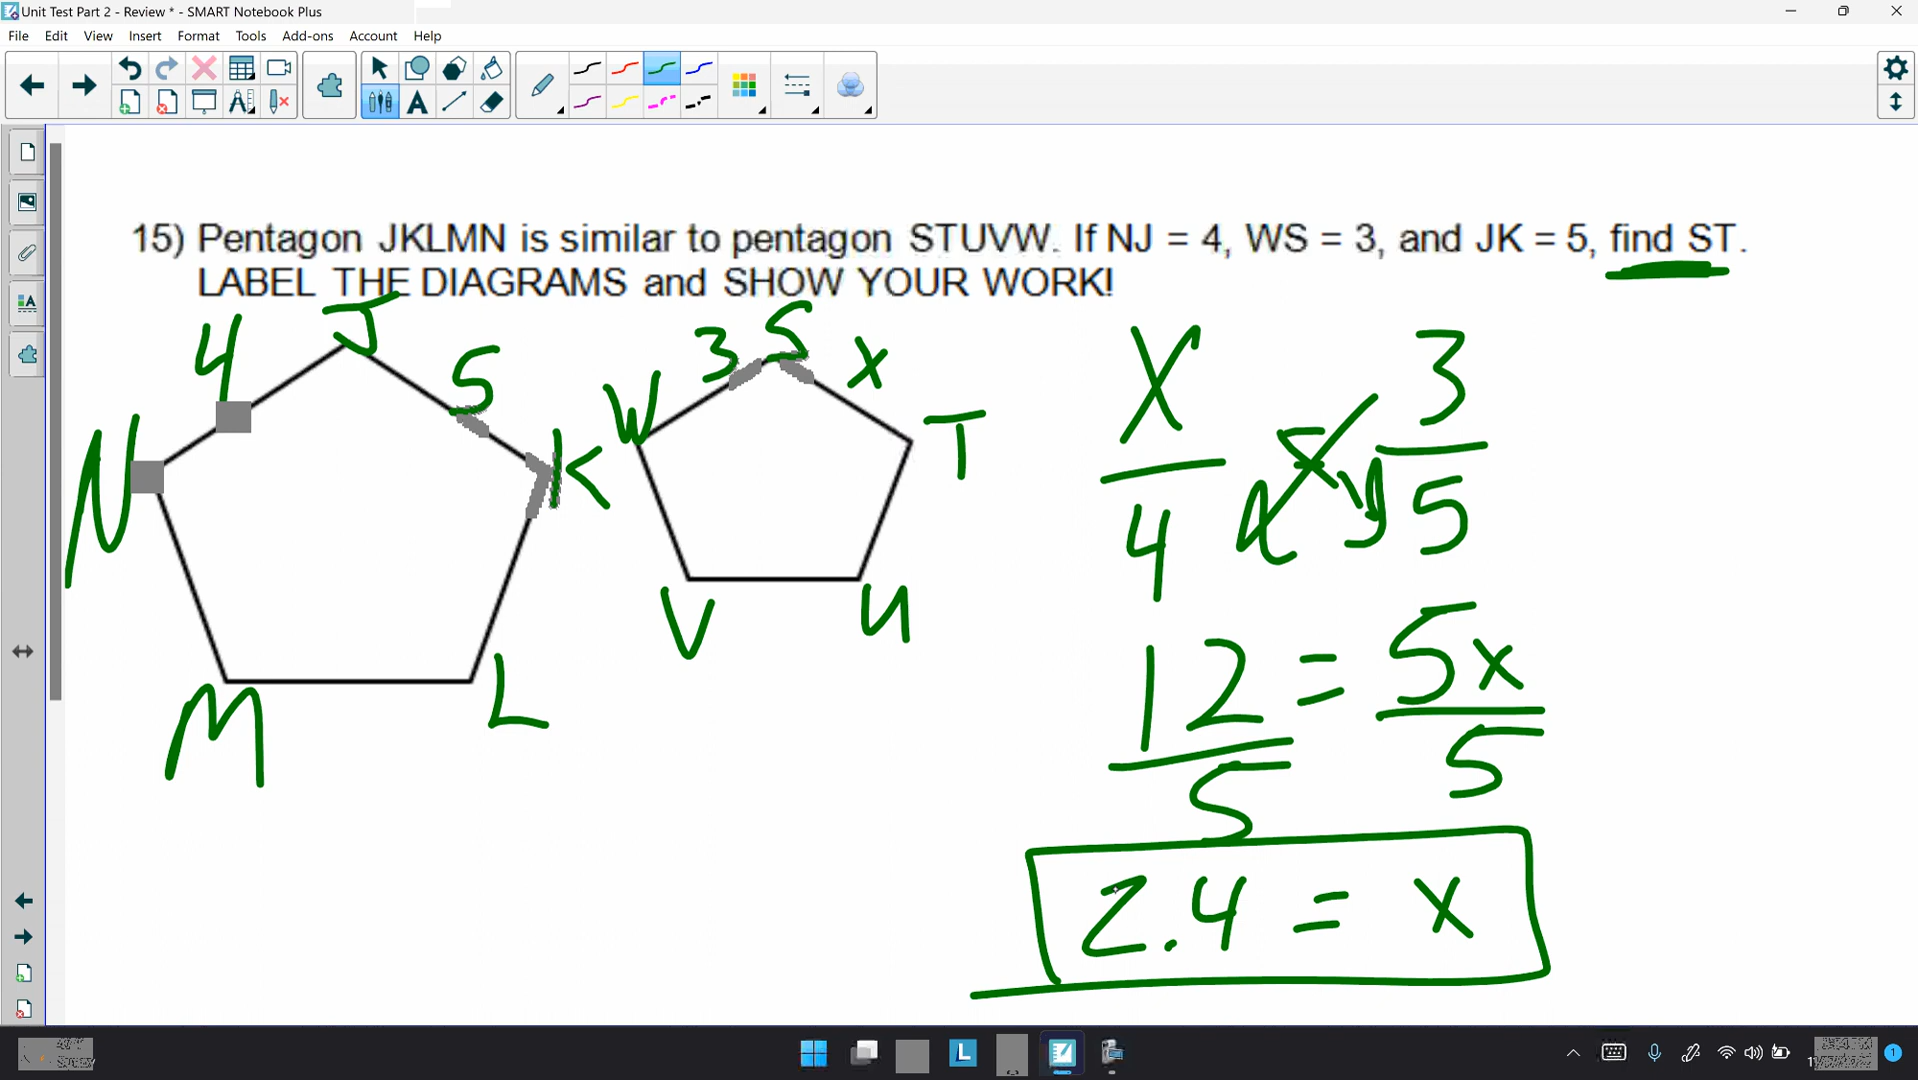 Unit Test Part 2 - Review * - SMART Notebook Plus
File Edit View Insert Format Tools Add-ons Account Help
15) Pentagon JKLMN is similar to pentagon STUVW. If NJ = 4, WS = 3, and JK = 5, find ST.
LABEL THE DIAGRAMS and SHOW YOUR WORK!
4 J 5 N K M L
3 S x W T V U
x/4 3/5
12/5 = 5x/5
2.4 = x